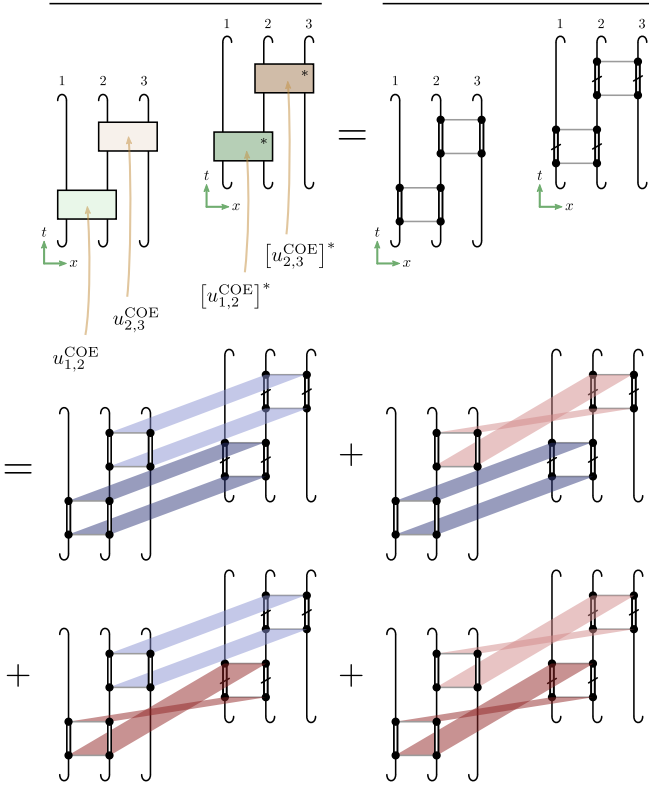 1 2 3
1 2 3
*
*
=
1 2 3
1 2 3
t
x
t
x
t
x
t
x
[u_{2,3}^{COE}]^*
[u_{1,2}^{COE}]^*
u_{2,3}^{COE}
u_{1,2}^{COE}
=
+
+
+